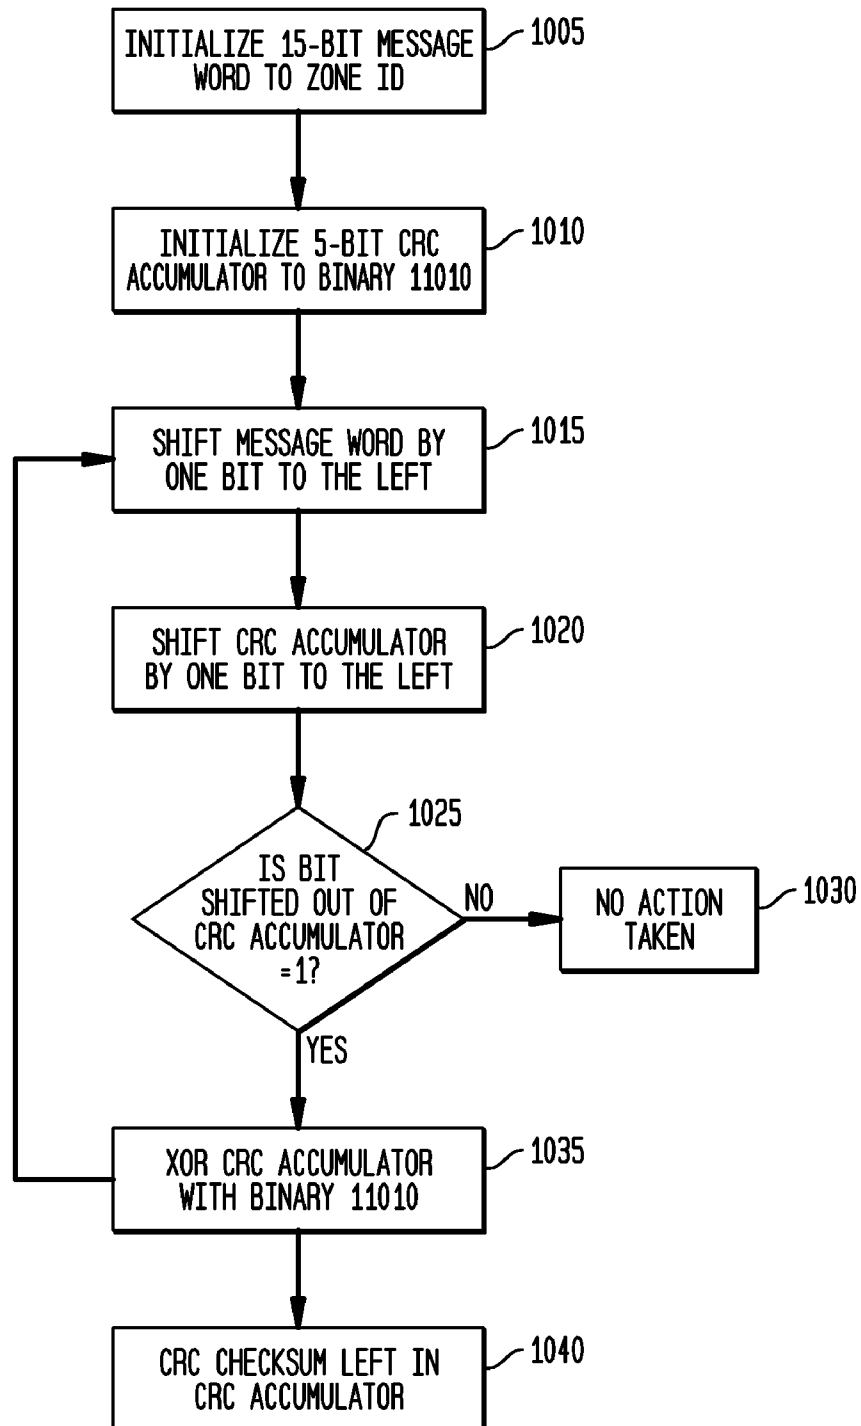 INITIALIZE 15-BIT MESSAGE
WORD TO ZONE ID
1005
INITIALIZE 5-BIT CRC
ACCUMULATOR TO BINARY 11010
1010
SHIFT MESSAGE WORD BY
ONE BIT TO THE LEFT
1015
SHIFT CRC ACCUMULATOR
BY ONE BIT TO THE LEFT
1020
IS BIT
SHIFTED OUT OF
CRC ACCUMULATOR
=1?
1025
NO
NO ACTION
TAKEN
1030
YES
XOR CRC ACCUMULATOR
WITH BINARY 11010
1035
CRC CHECKSUM LEFT IN
CRC ACCUMULATOR
1040